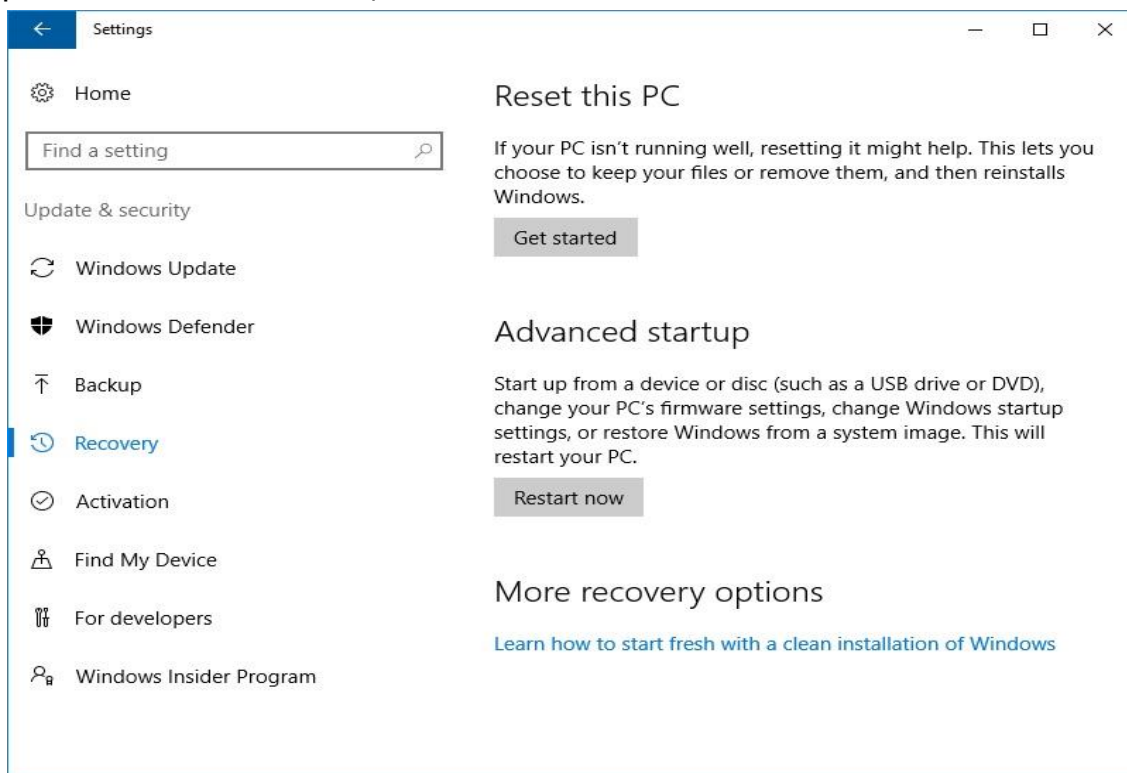 Settings
Home
Find a setting
Update & security
Windows Update
Windows Defender
Backup
Recovery
Activation
Find My Device
For developers
Windows Insider Program
Reset this PC
If your PC isn’t running well, resetting it might help. This lets you
choose to keep your files or remove them, and then reinstalls
Windows.
Get started
Advanced startup
Start up from a device or disc (such as a USB drive or DVD),
change your PC’s firmware settings, change Windows startup
settings, or restore Windows from a system image. This will
restart your PC.
Restart now
More recovery options
Learn how to start fresh with a clean installation of Windows